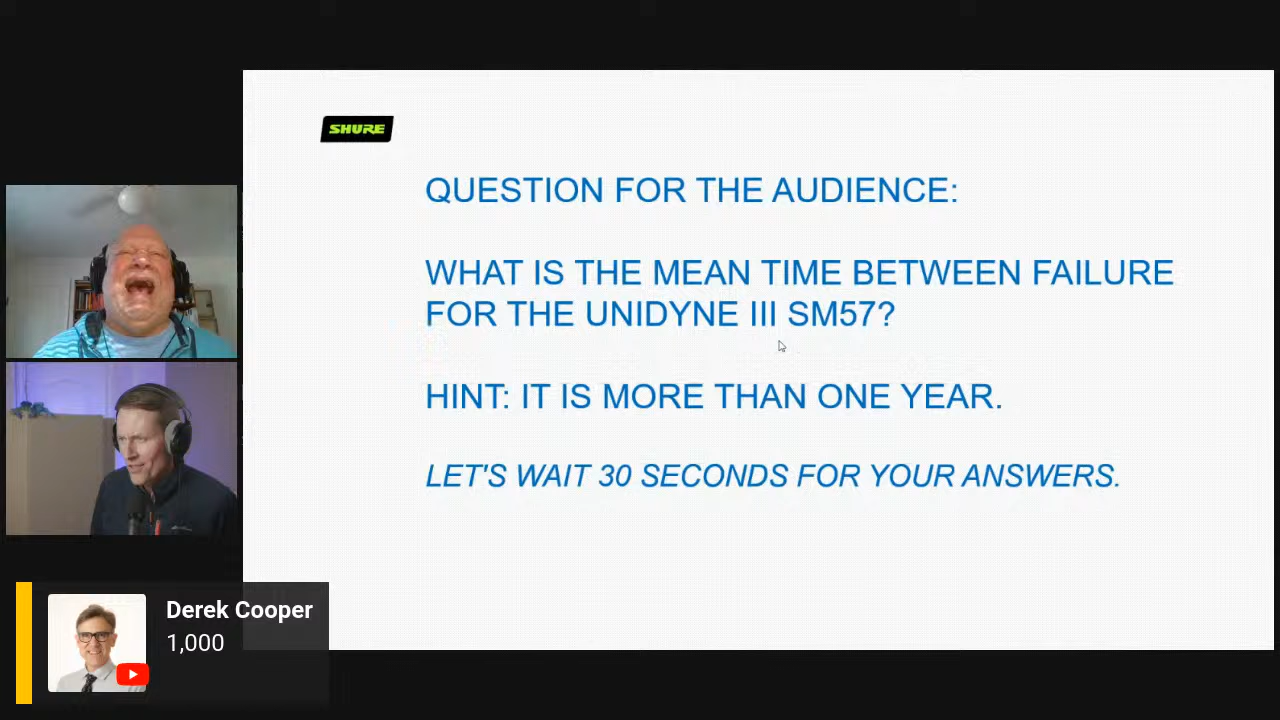 SHURE
QUESTION FOR THE AUDIENCE:
WHAT IS THE MEAN TIME BETWEEN FAILURE
FOR THE UNIDYNE III SM57?
HINT: IT IS MORE THAN ONE YEAR.
LET'S WAIT 30 SECONDS FOR YOUR ANSWERS.
Derek Cooper
1,000